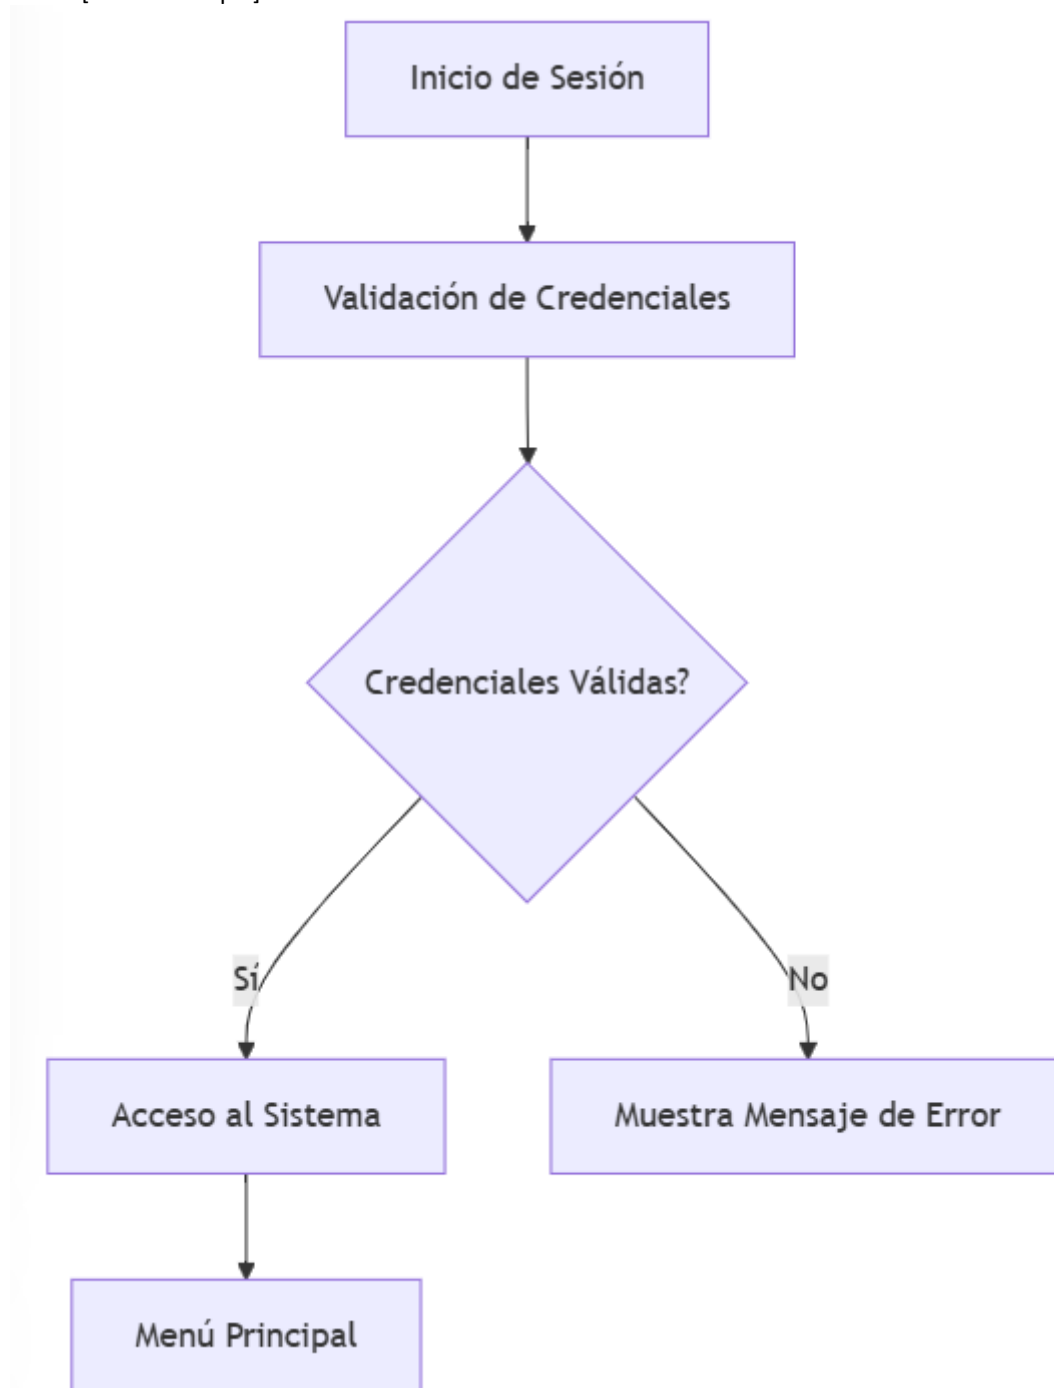 Inicio de Sesión
Validación de Credenciales
Credenciales Válidas?
Sí
No
Acceso al Sistema
Muestra Mensaje de Error
Menú Principal